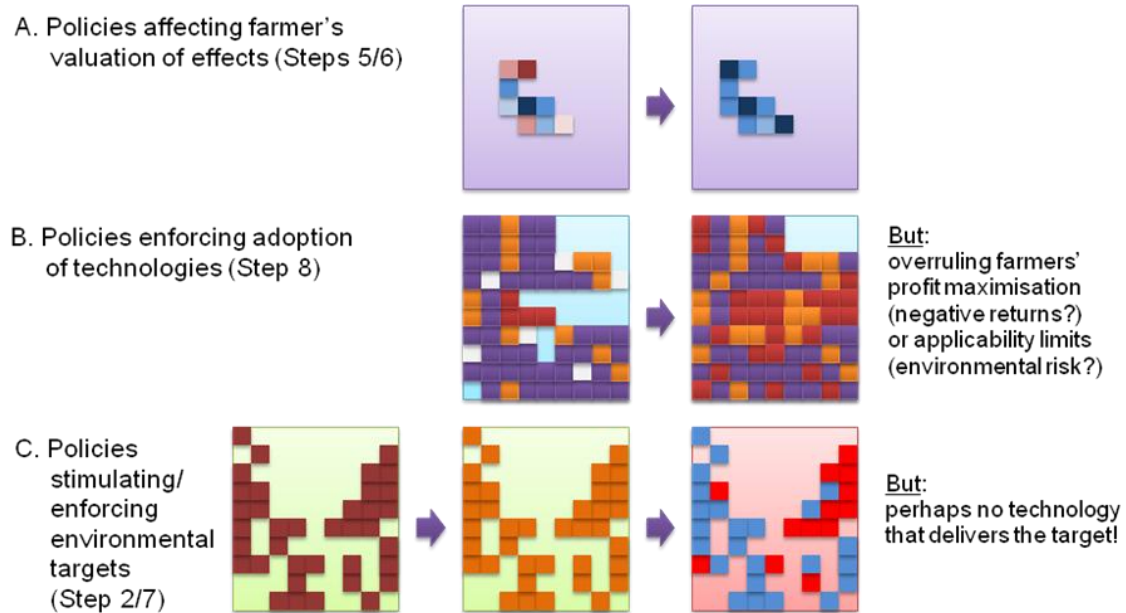 A. Policies affecting farmer's
valuation of effects (Steps 5/6)
B. Policies enforcing adoption
of technologies (Step 8)
But:
overruling farmers'
profit maximisation
(negative returns?)
or applicability limits
(environmental risk?)
C. Policies
stimulating/
enforcing
environmental
targets
(Step 2/7)
But:
perhaps no technology
that delivers the target!